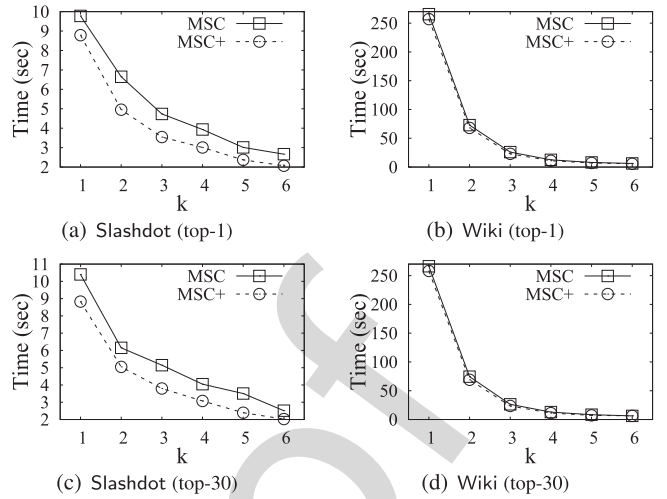 10
9
8
7
6
5
4
3
2
Time (sec)
MSC
MSC+
1 2 3 4 5 6
k
(a) Slashdot (top-1)
250
200
150
100
50
0
Time (sec)
MSC
MSC+
1 2 3 4 5 6
k
(b) Wiki (top-1)
11
10
9
8
7
6
5
4
3
2
Time (sec)
MSC
MSC+
1 2 3 4 5 6
k
(c) Slashdot (top-30)
250
200
150
100
50
0
Time (sec)
MSC
MSC+
1 2 3 4 5 6
k
(d) Wiki (top-30)